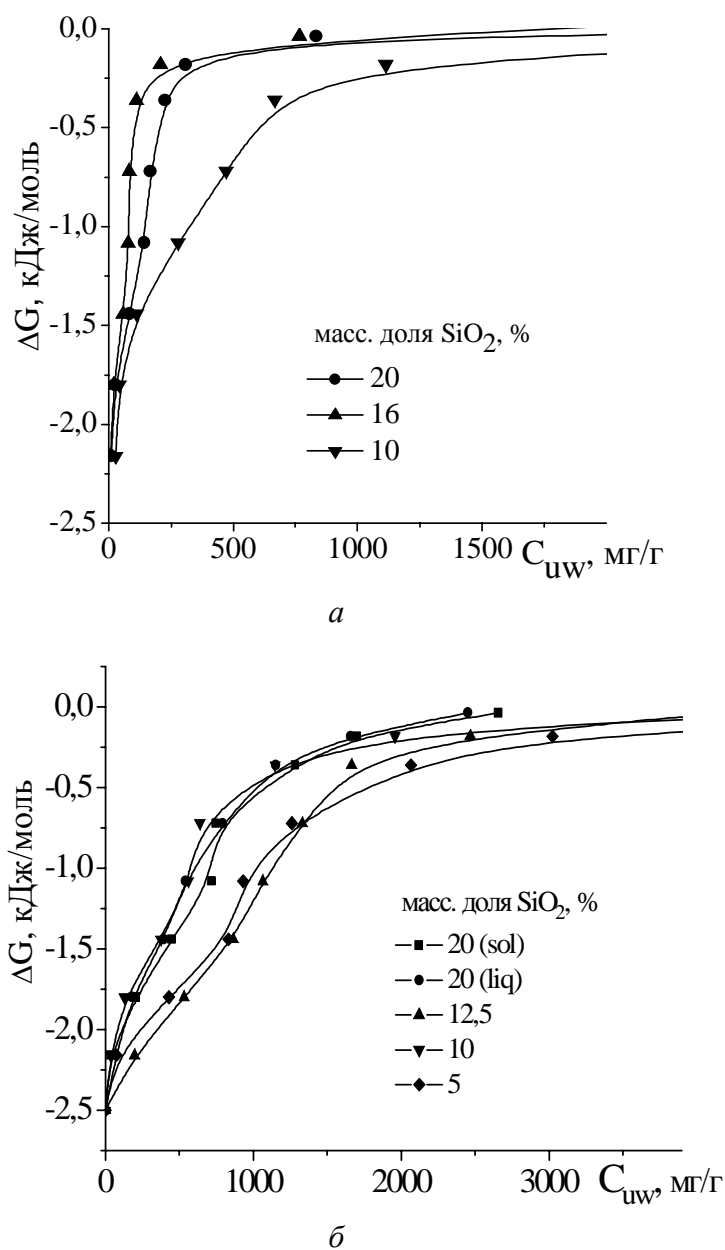 0,0
-0,5
-1,0
-1,5
-2,0
-2,5
ΔG, кДж/моль
масс. доля SiO2, %
20
16
10
0 500 1000 1500 Cuw, мг/г
а
0,0
-0,5
-1,0
-1,5
-2,0
-2,5
ΔG, кДж/моль
масс. доля SiO2, %
20 (sol)
20 (liq)
12,5
10
5
0 1000 2000 3000 Cuw, мг/г
б